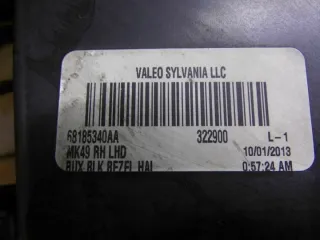 VALEO SYLVANIA LLC
68185340AA 322900 L-1
MK49 RH LHD 10/01/2013
BUX BLK BEZEL HAL 0:57:24 AM